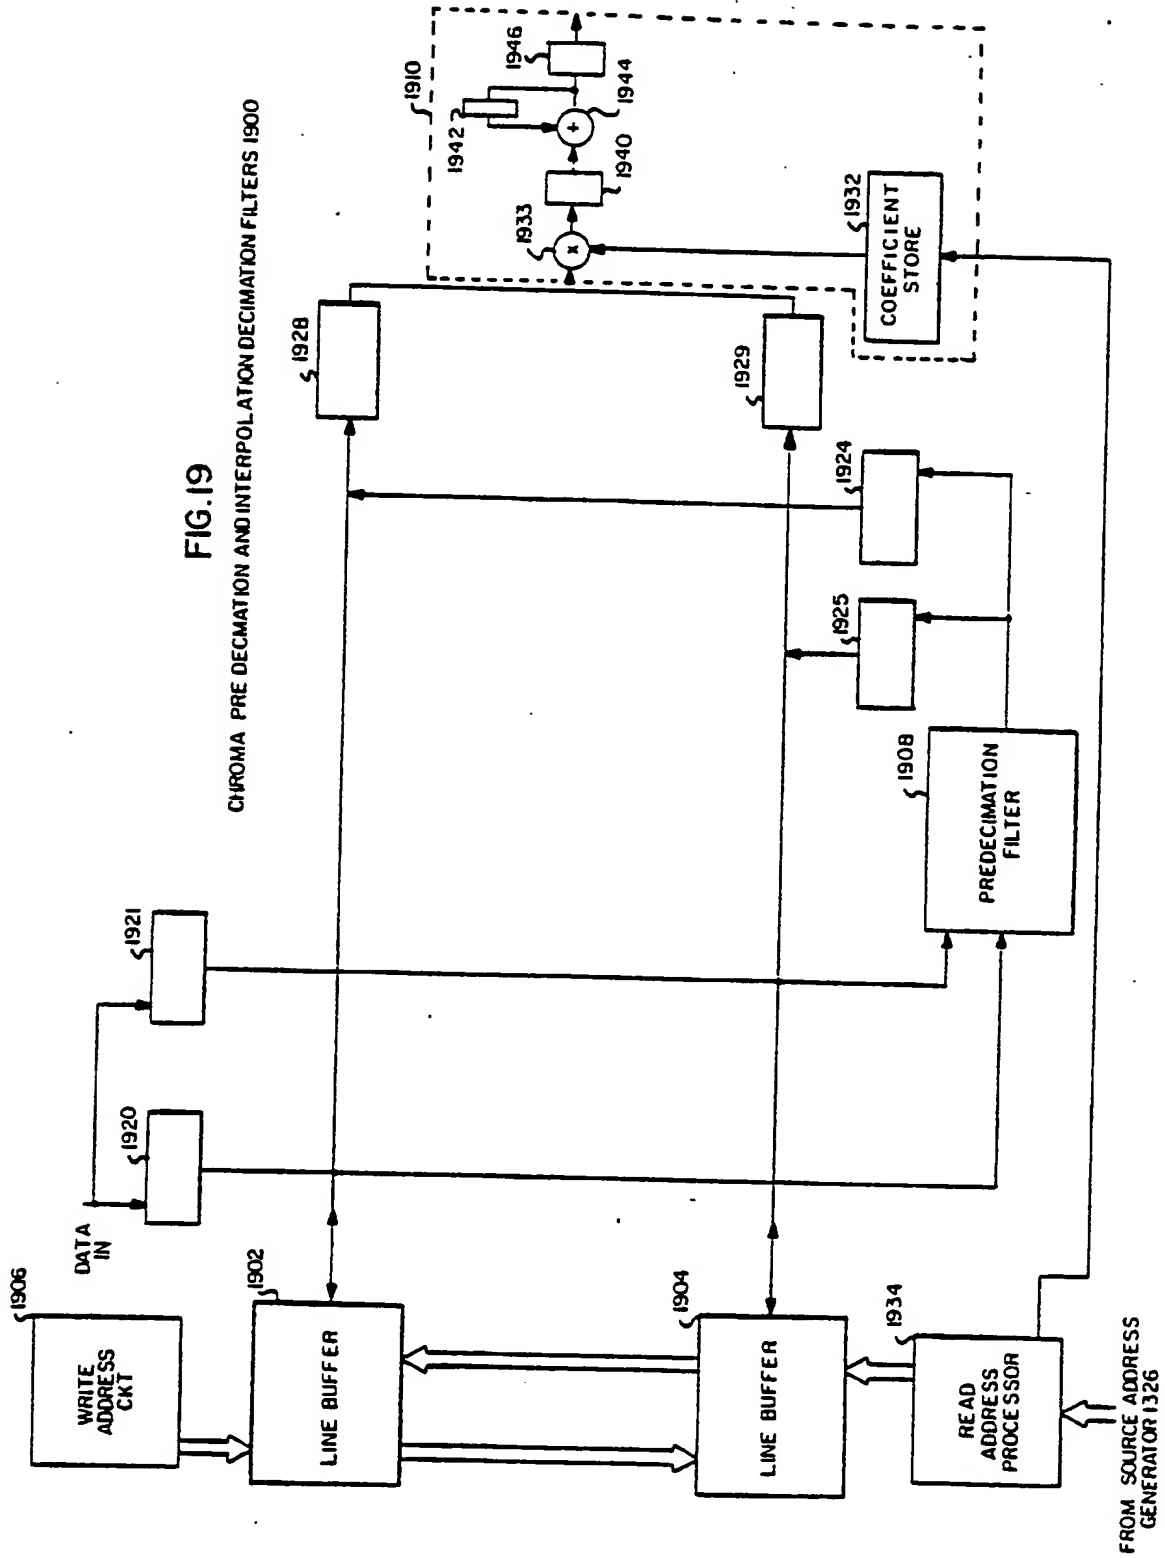 FIG.19
CHROMA PRE DECMATION AND INTERPOLATION DECIMATION FILTERS 1900
1906
WRITE
ADDRESS
CKT
DATA
IN
1920
1921
1902
LINE BUFFER
1904
LINE BUFFER
1934
READ
ADDRESS
PROCESSOR
FROM SOURCE ADDRESS
GENERATOR 1326
1908
PREDECIMATION
FILTER
1925
1924
1928
1929
1910
1933
x
1940
1942
+
1944
1946
1932
COEFFICIENT
STORE